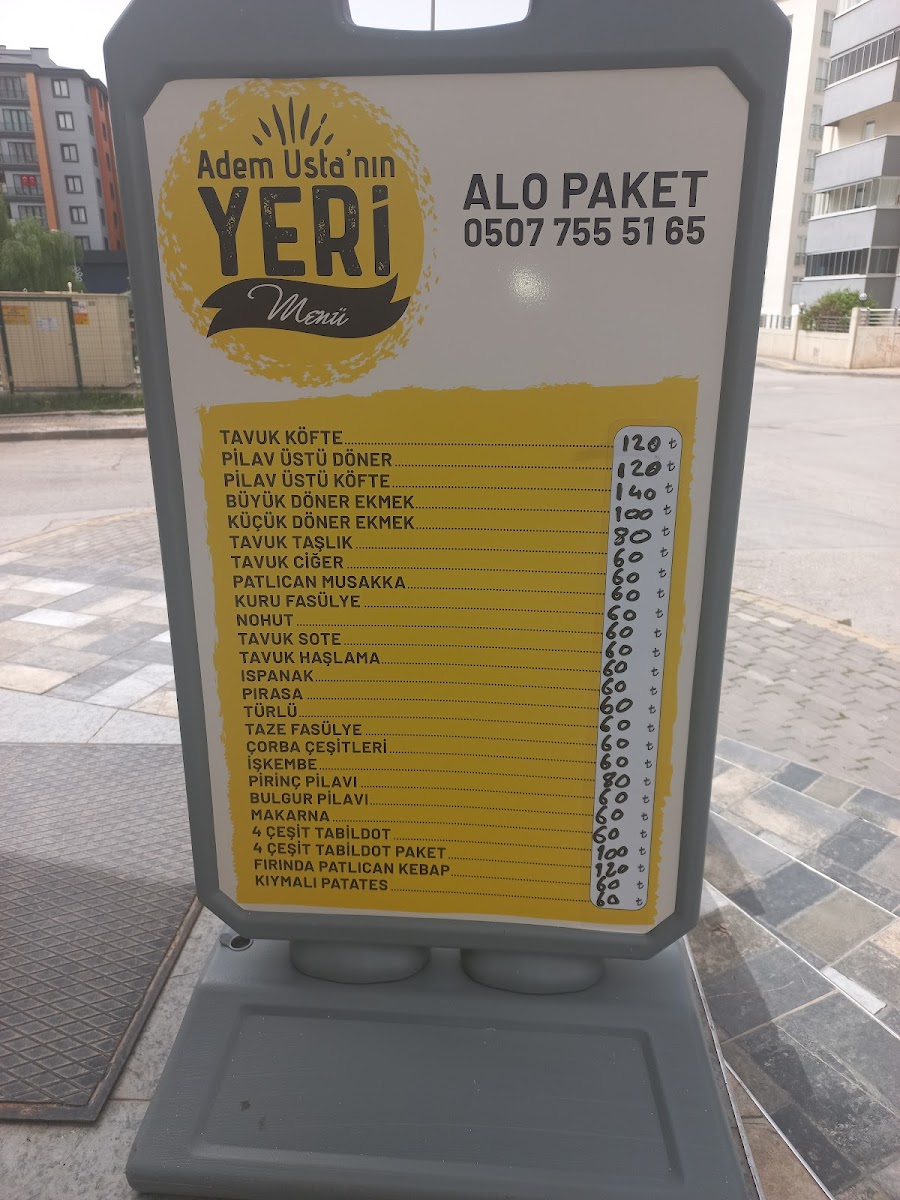 Adem Usta'nın
YERİ
Menü
ALO PAKET
0507 755 51 65
TAVUK KÖFTE 120 ₺
PİLAV ÜSTÜ DÖNER 120 ₺
PİLAV ÜSTÜ KÖFTE 140 ₺
BÜYÜK DÖNER EKMEK 100 ₺
KÜÇÜK DÖNER EKMEK 80 ₺
TAVUK TAŞLIK 60 ₺
TAVUK CİĞER 60 ₺
PATLICAN MUSAKKA 60 ₺
KURU FASÜLYE 60 ₺
NOHUT 60 ₺
TAVUK SOTE 60 ₺
TAVUK HAŞLAMA 60 ₺
ISPANAK 60 ₺
PIRASA 60 ₺
TÜRLÜ 60 ₺
TAZE FASÜLYE 60 ₺
ÇORBA ÇEŞİTLERİ 60 ₺
İŞKEMBE 80 ₺
PİRİNÇ PİLAVI 60 ₺
BULGUR PİLAVI 60 ₺
MAKARNA 60 ₺
4 ÇEŞİT TABİLDOT 100 ₺
4 ÇEŞİT TABİLDOT PAKET 120 ₺
FIRINDA PATLICAN KEBAP 60 ₺
KIYMALI PATATES 60 ₺